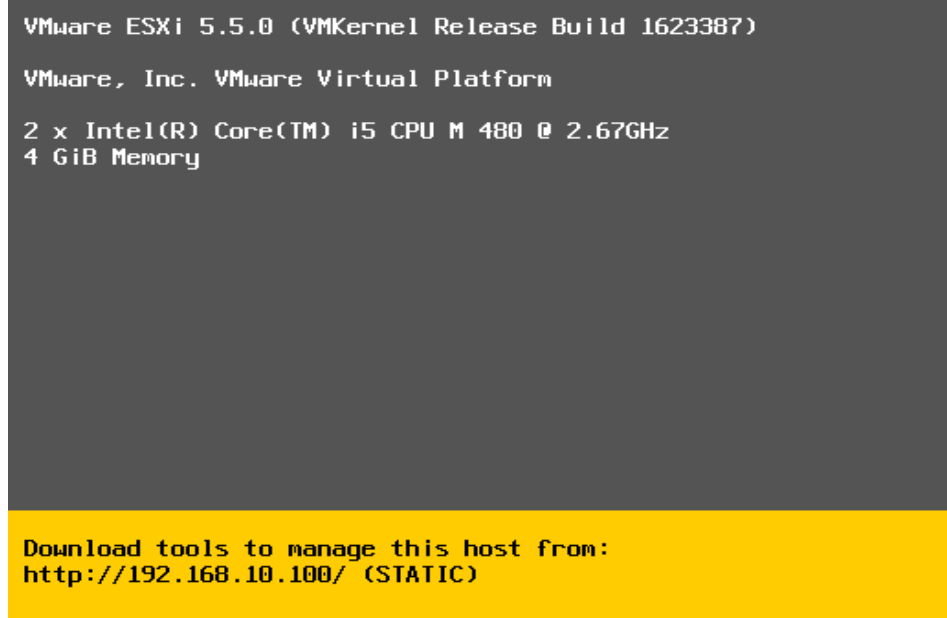 VMware ESXi 5.5.0 (VMKernel Release Build 1623387)
VMware, Inc. VMware Virtual Platform
2 x Intel(R) Core(TM) i5 CPU M 480 @ 2.67GHz
4 GiB Memory
Download tools to manage this host from:
http://192.168.10.100/ (STATIC)